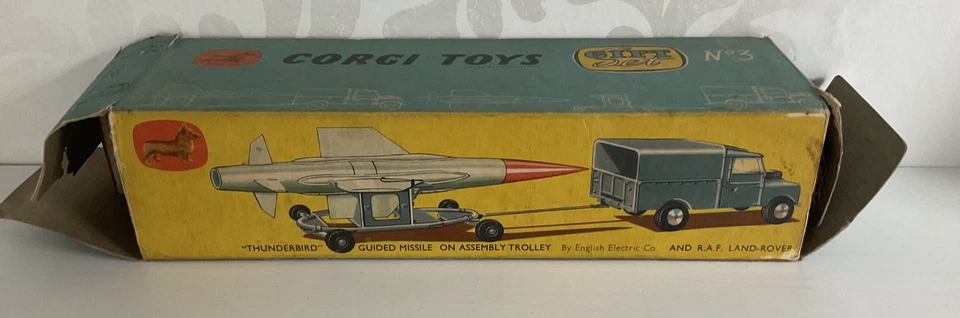 CORGI TOYS GIFT Set Nº3
"THUNDERBIRD" GUIDED MISSILE ON ASSEMBLY TROLLEY By English Electric Co. AND R.A.F. LAND-ROVER